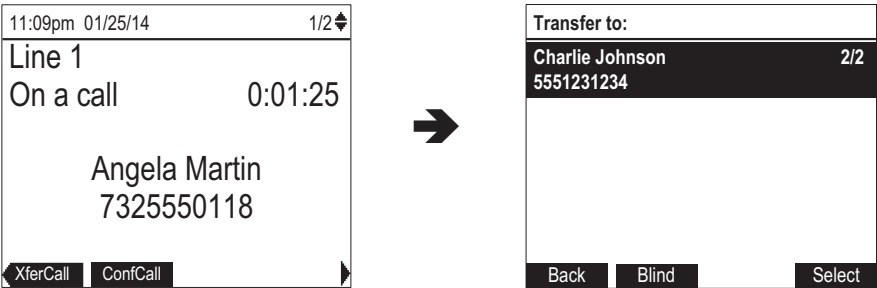 11:09pm 01/25/14 1/2
Line 1
On a call 0:01:25
Angela Martin
7325550118
XferCall ConfCall
Transfer to:
Charlie Johnson 2/2
5551231234
Back Blind Select